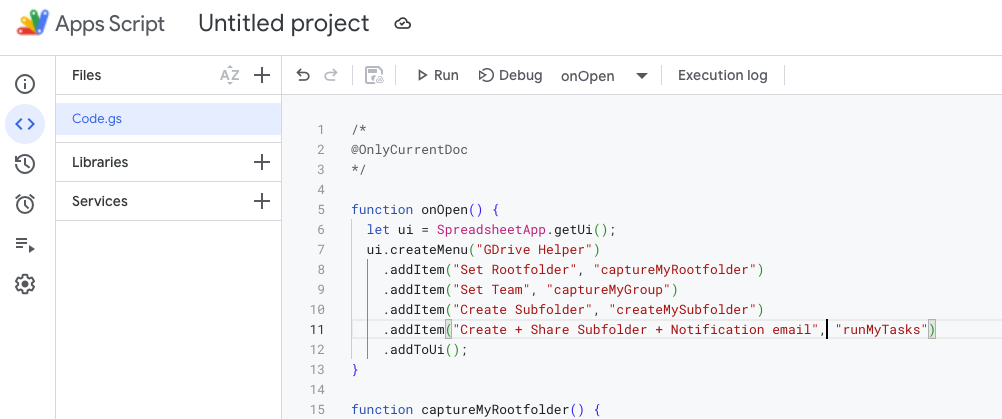 Apps Script Untitled project
Files AZ
Run Debug onOpen Execution log
Code.gs
Libraries
Services
1 /*
2 @OnlyCurrentDoc
3 */
4
5 function onOpen() {
6 let ui = SpreadsheetApp.getUi();
7 ui.createMenu("GDrive Helper")
8 .addItem("Set Rootfolder", "captureMyRootfolder")
9 .addItem("Set Team", "captureMyGroup")
10 .addItem("Create Subfolder", "createMySubfolder")
11 .addItem("Create + Share Subfolder + Notification email", "runMyTasks")
12 .addToUi();
13 }
14
15 function captureMyRootfolder() {